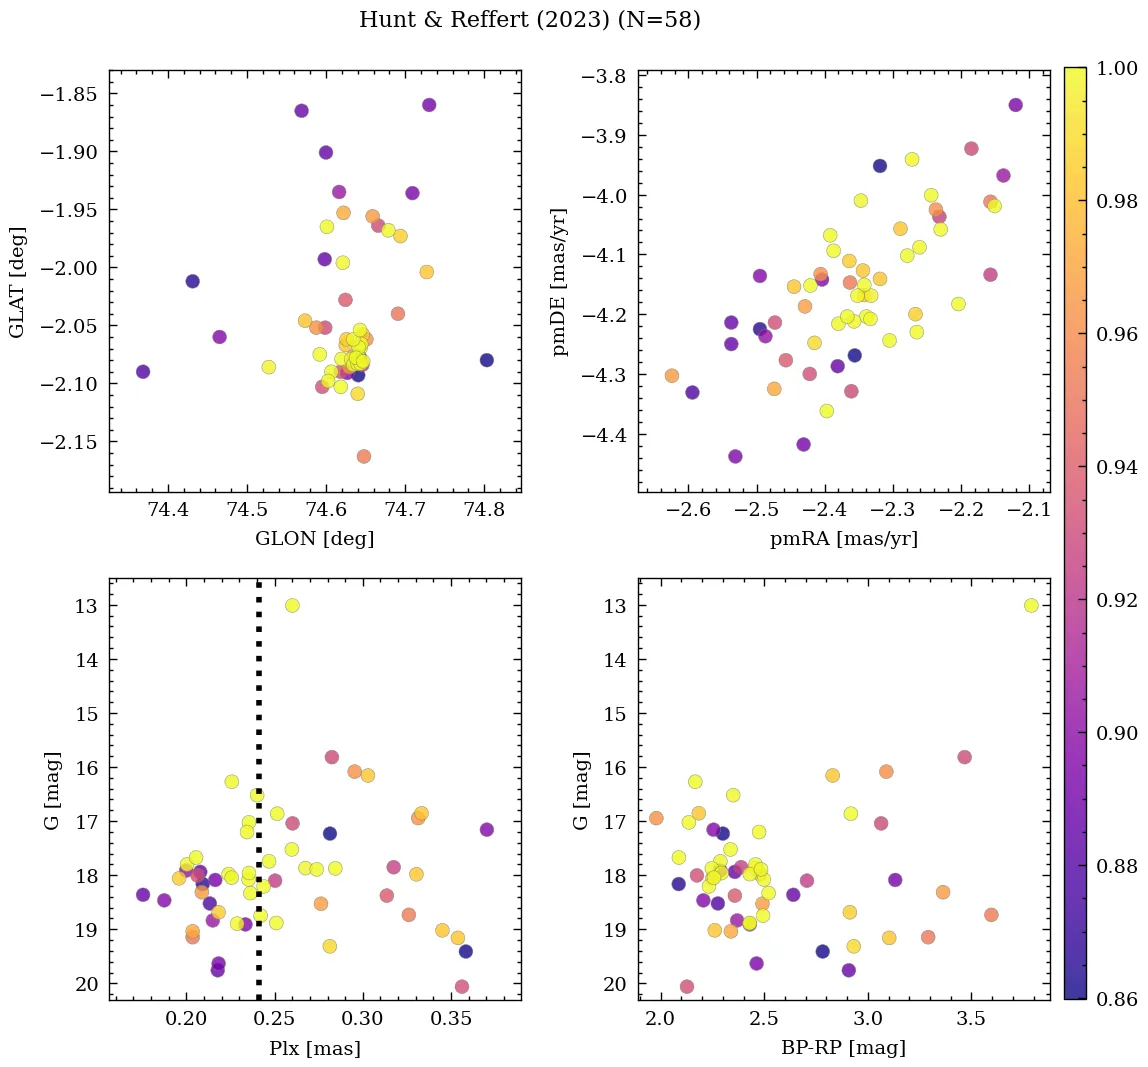 Hunt & Reffert (2023) (N=58)
−1.85
−1.90
−1.95
−2.00
−2.05
−2.10
−2.15
GLAT [deg]
74.4 74.5 74.6 74.7 74.8
GLON [deg]
−3.8
−3.9
−4.0
−4.1
−4.2
−4.3
−4.4
pmDE [mas/yr]
−2.6 −2.5 −2.4 −2.3 −2.2 −2.1
pmRA [mas/yr]
13
14
15
16
17
18
19
20
G [mag]
0.20 0.25 0.30 0.35
Plx [mas]
13
14
15
16
17
18
19
20
G [mag]
2.0 2.5 3.0 3.5
BP-RP [mag]
1.00
0.98
0.96
0.94
0.92
0.90
0.88
0.86